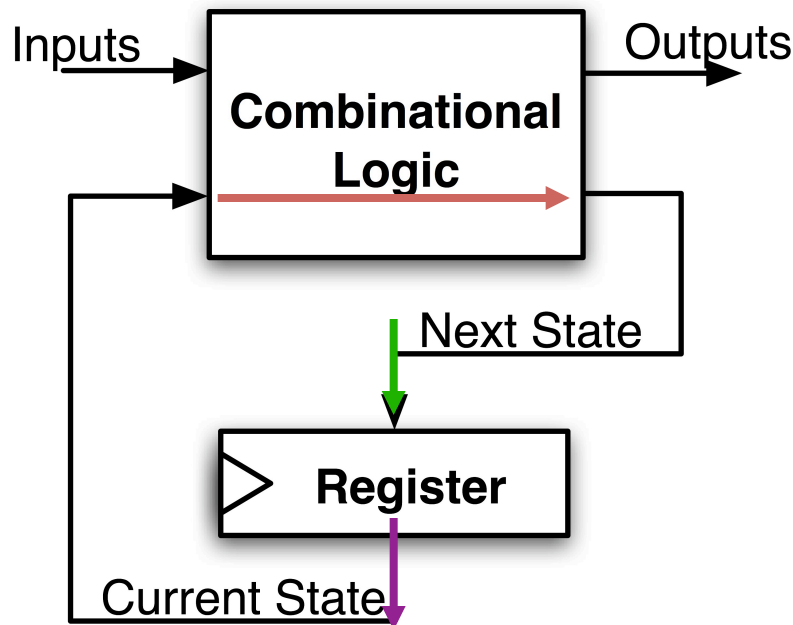 Inputs
Outputs
Combinational
Logic
Next State
Register
Current State